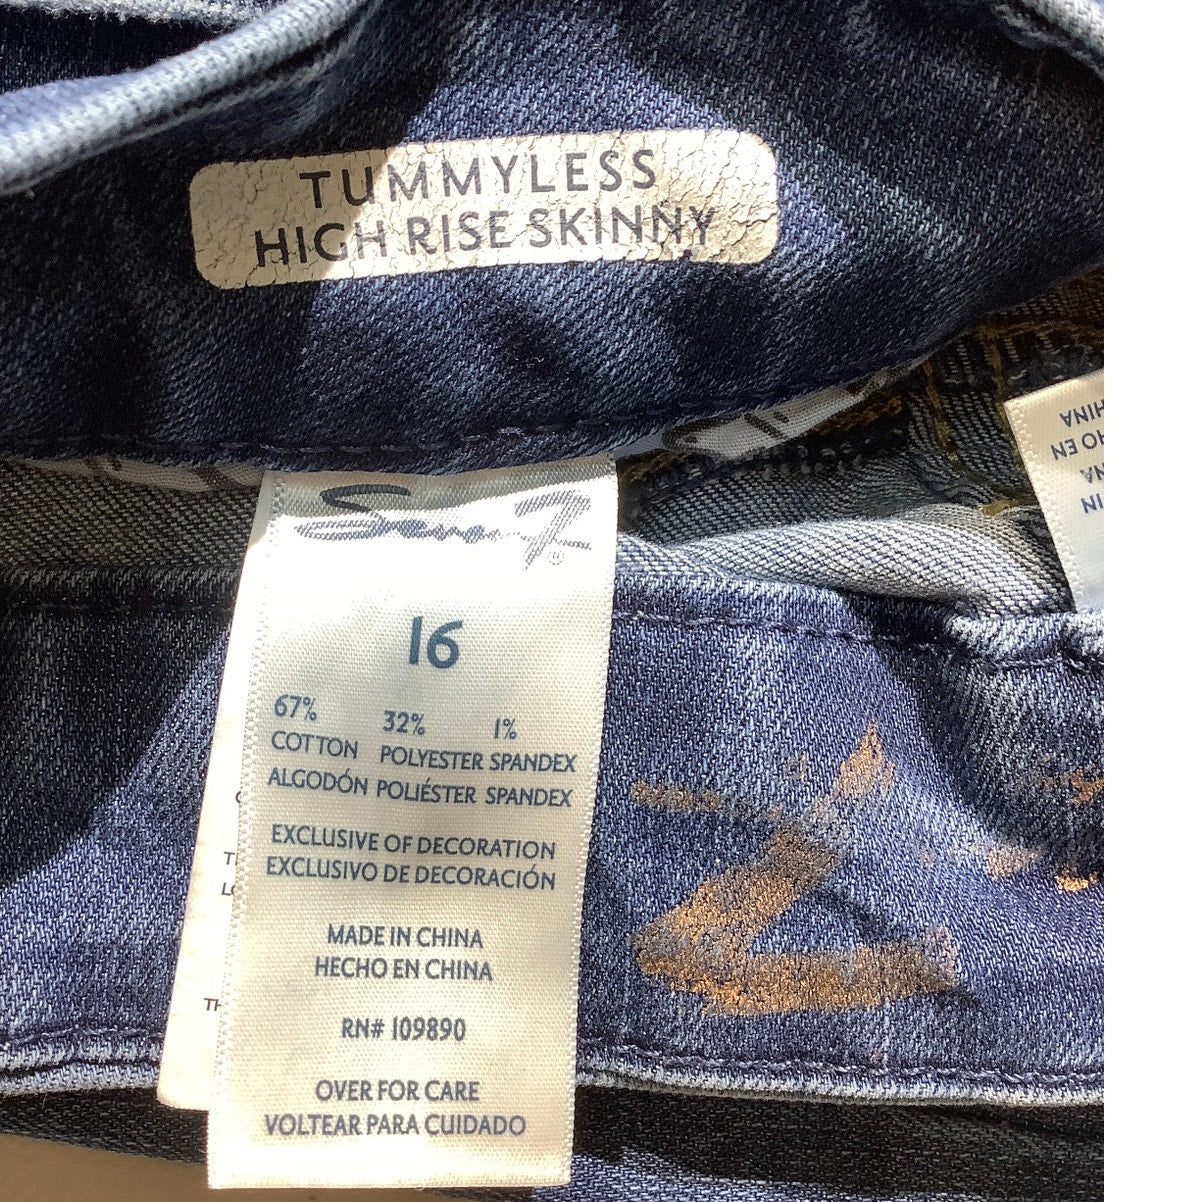 TUMMYLESS
HIGH RISE SKINNY
Seven7®
16
67% 32% 1%
COTTON POLYESTER SPANDEX
ALGODÓN POLIÉSTER SPANDEX
EXCLUSIVE OF DECORATION
EXCLUSIVO DE DECORACIÓN
MADE IN CHINA
HECHO EN CHINA
RN# 109890
OVER FOR CARE
VOLTEAR PARA CUIDADO